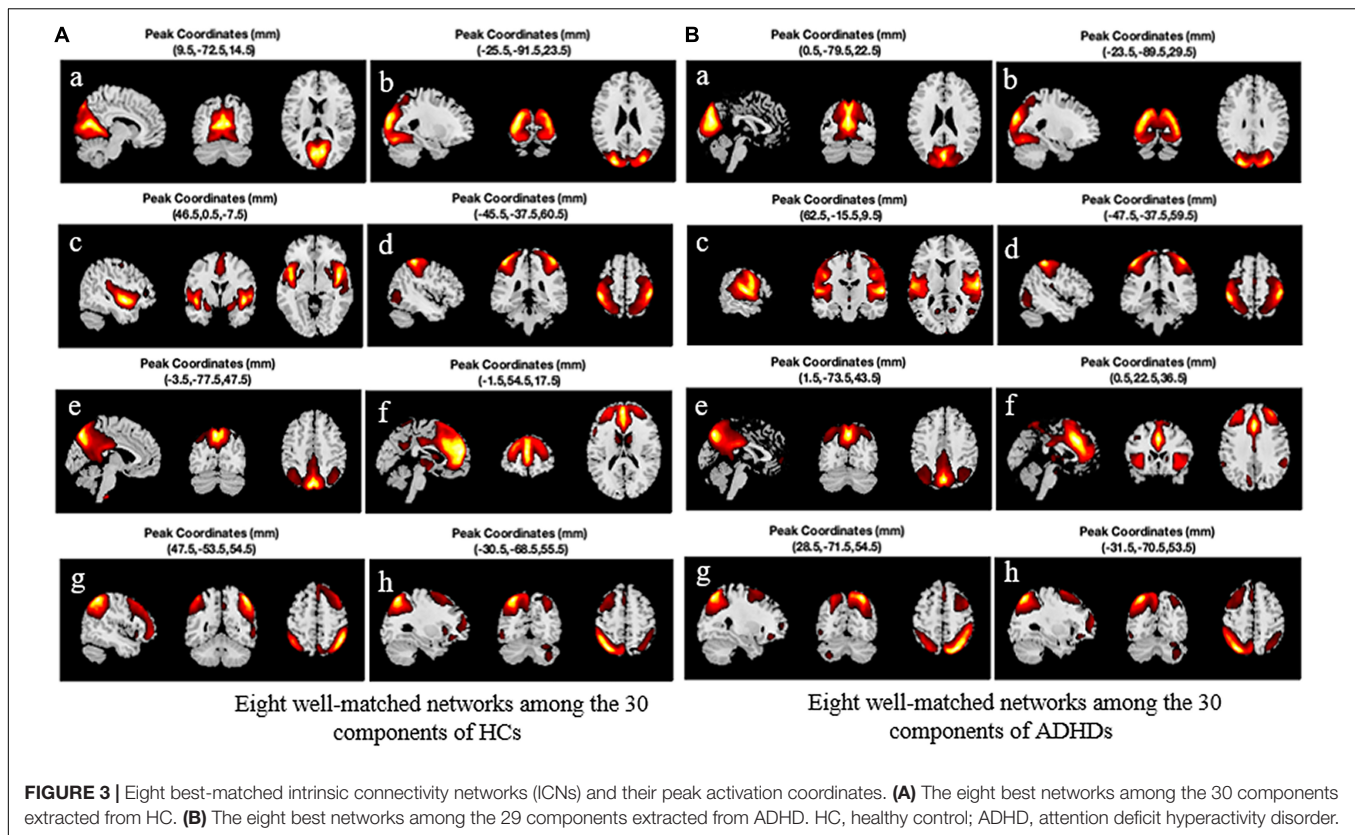 A
Peak Coordinates (mm)
(9.5,-72.5,14.5)
a
Peak Coordinates (mm)
(-25.5,-91.5,23.5)
b
Peak Coordinates (mm)
(46.5,0.5,-7.5)
c
Peak Coordinates (mm)
(-45.5,-37.5,60.5)
d
Peak Coordinates (mm)
(-3.5,-77.5,47.5)
e
Peak Coordinates (mm)
(-1.5,54.5,17.5)
f
Peak Coordinates (mm)
(47.5,-53.5,54.5)
g
Peak Coordinates (mm)
(-30.5,-68.5,55.5)
h
Eight well-matched networks among the 30
components of HCs
B
Peak Coordinates (mm)
(0.5,-79.5,22.5)
a
Peak Coordinates (mm)
(-23.5,-89.5,29.5)
b
Peak Coordinates (mm)
(62.5,-15.5,9.5)
c
Peak Coordinates (mm)
(-47.5,-37.5,59.5)
d
Peak Coordinates (mm)
(1.5,-73.5,43.5)
e
Peak Coordinates (mm)
(0.5,22.5,36.5)
f
Peak Coordinates (mm)
(28.5,-71.5,54.5)
g
Peak Coordinates (mm)
(-31.5,-70.5,53.5)
h
Eight well-matched networks among the 30
components of ADHDs
FIGURE 3 | Eight best-matched intrinsic connectivity networks (ICNs) and their peak activation coordinates. (A) The eight best networks among the 30 components
extracted from HC. (B) The eight best networks among the 29 components extracted from ADHD. HC, healthy control; ADHD, attention deficit hyperactivity disorder.